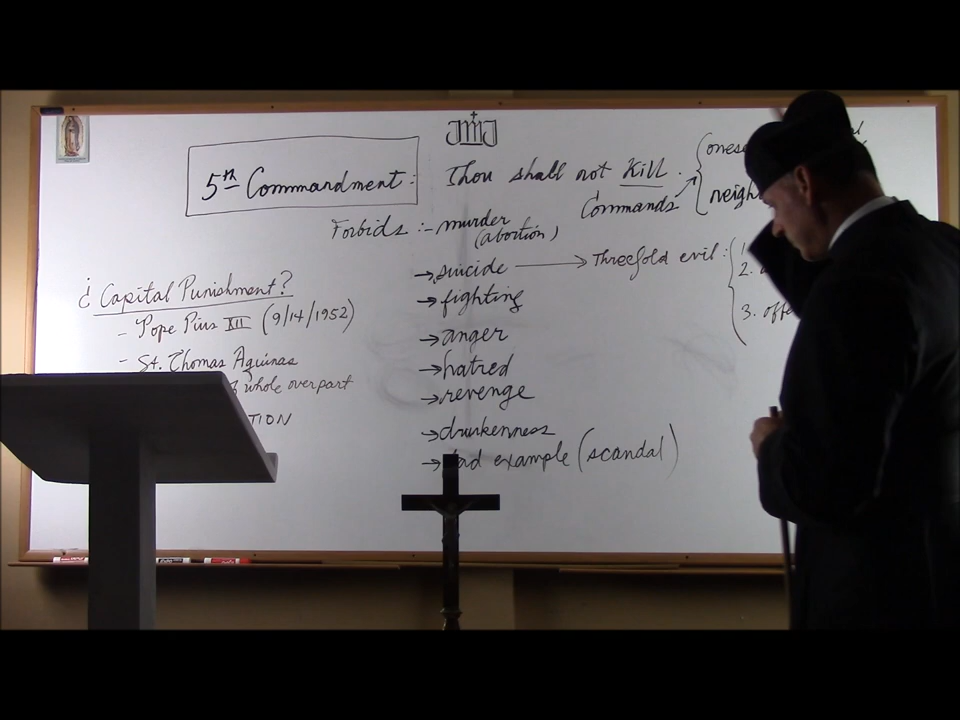 JMJ
5th Commandment:
Thou shall not Kill.
Commands
Forbids :- murder
(abortion)
→ suicide → Threefold evil:
1
2.
3.
→ fighting
→ anger
→ hatred
→ revenge
→ drunkenness
→ bad example (scandal)
¿ Capital Punishment?
- Pope Pius XII (9/14/1952)
- St. Thomas Aquinas
whole over part